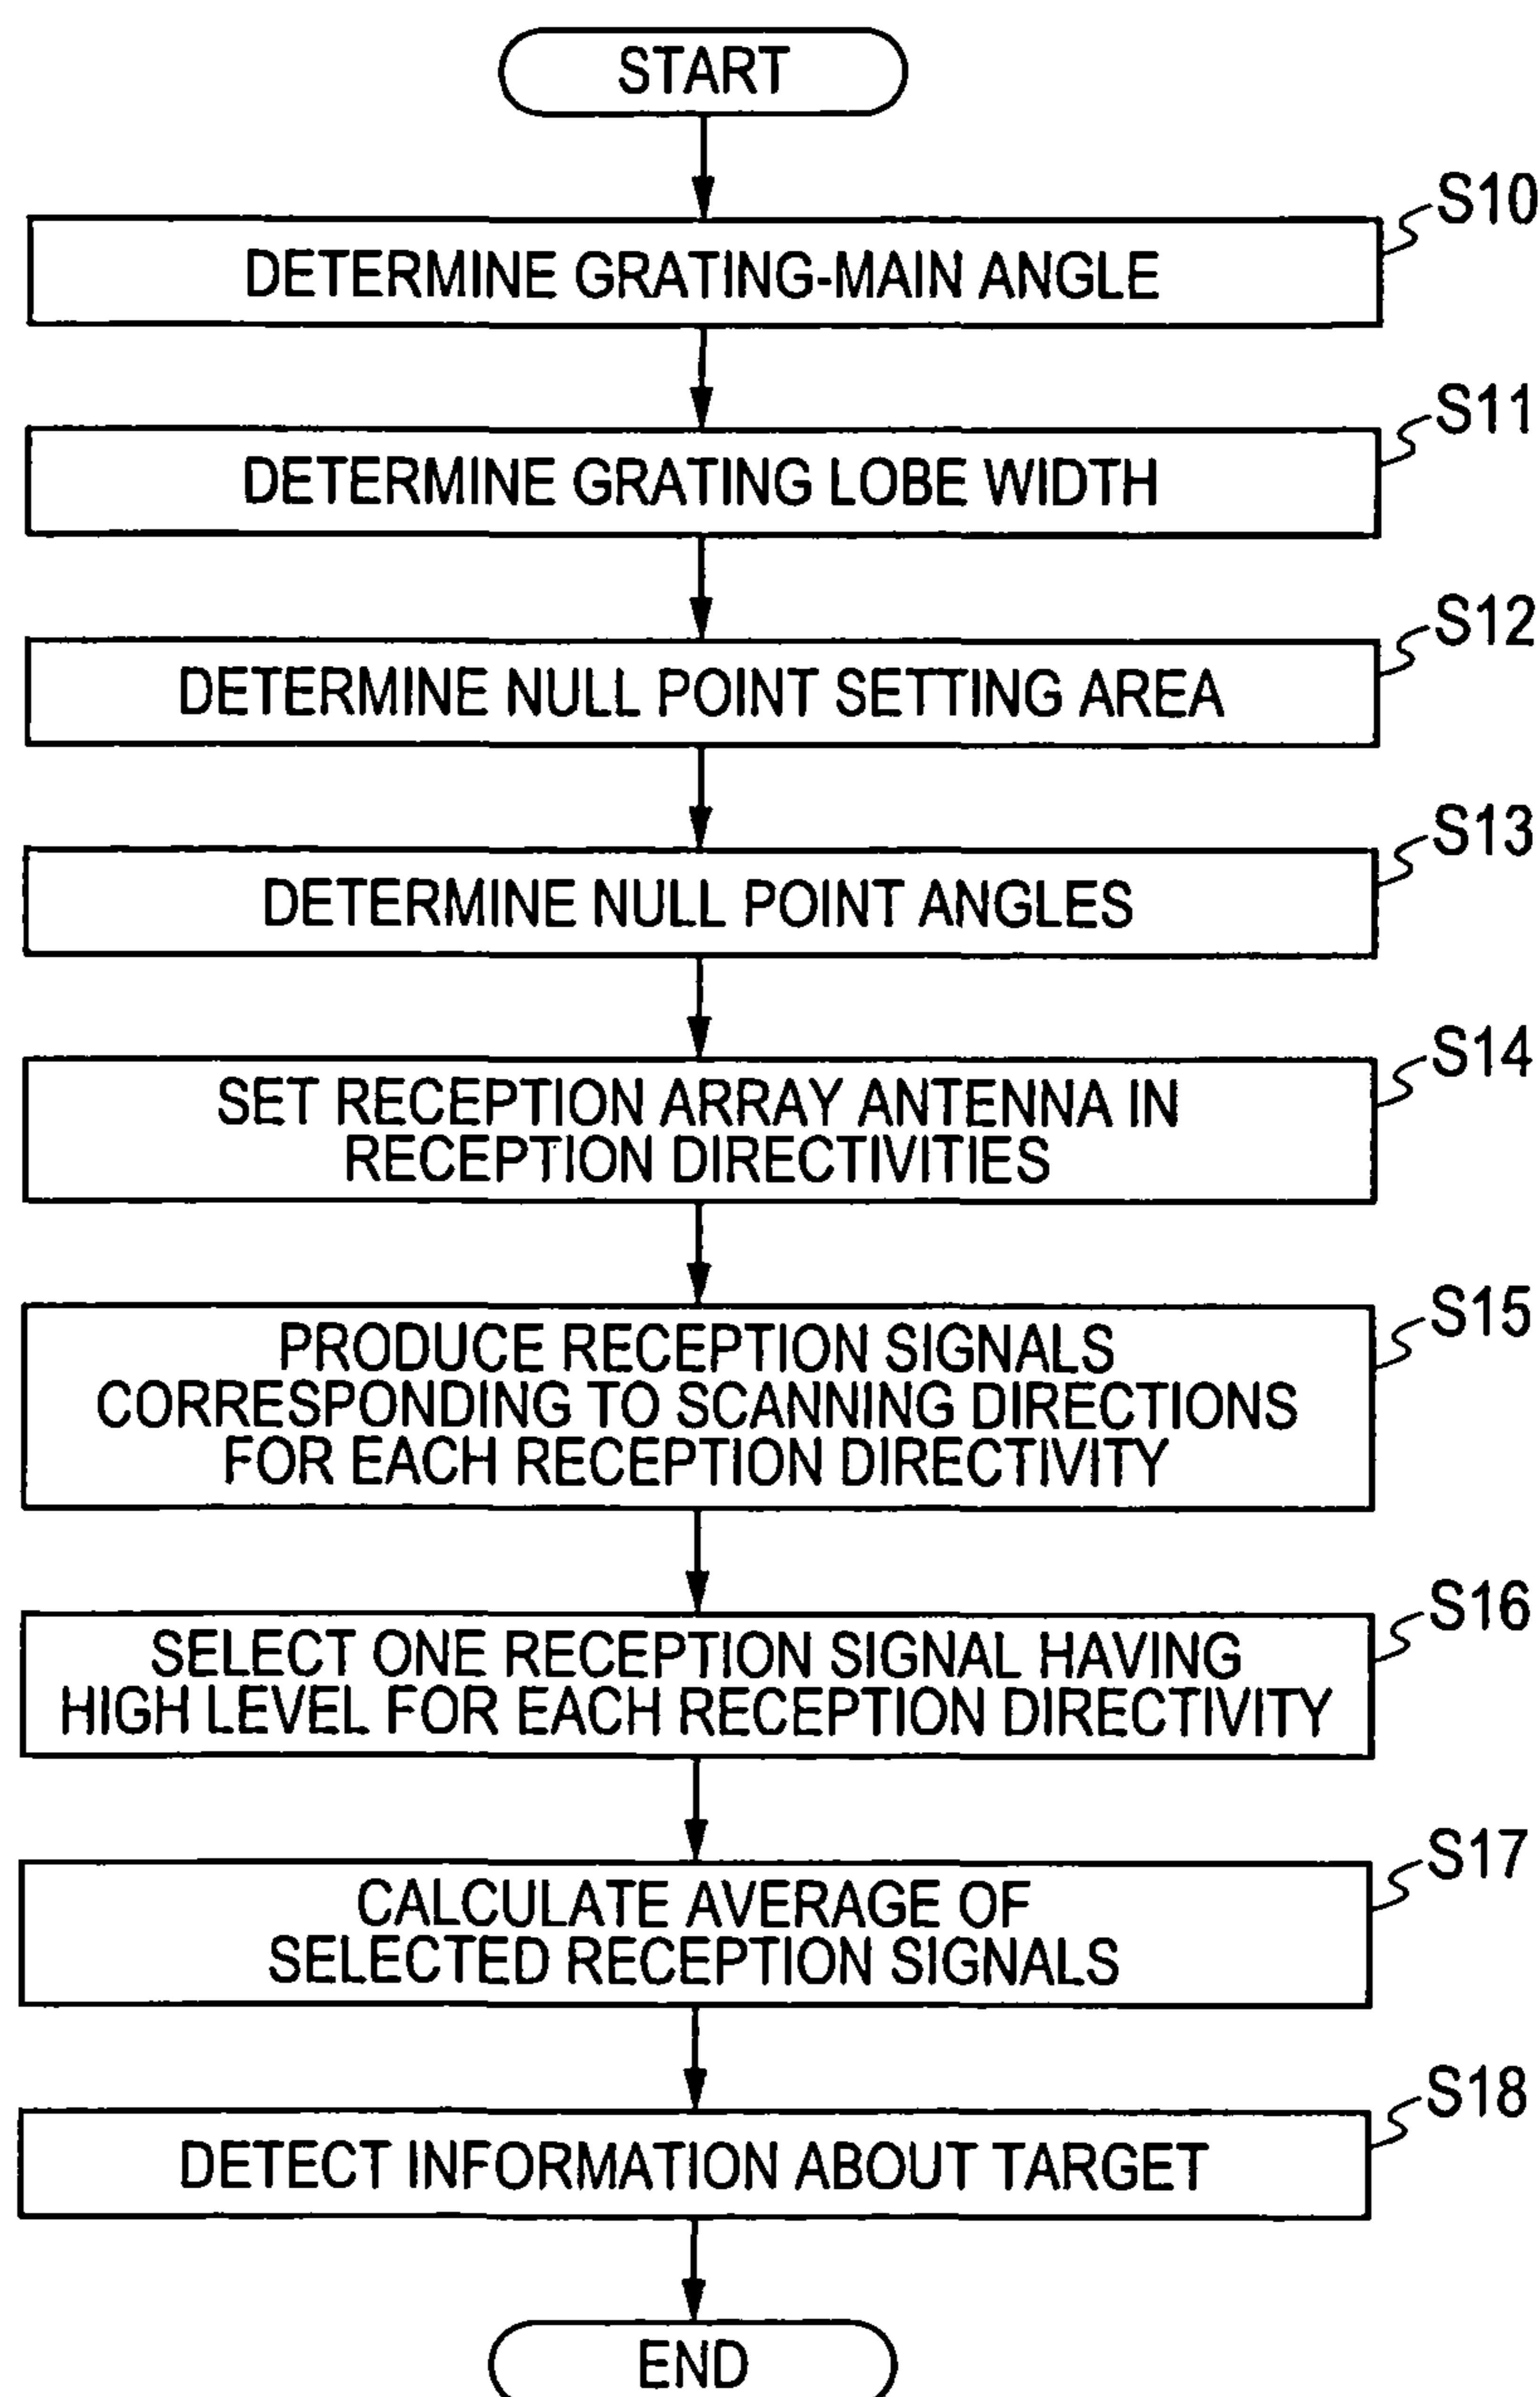 START
S10
DETERMINE GRATING-MAIN ANGLE
S11
DETERMINE GRATING LOBE WIDTH
S12
DETERMINE NULL POINT SETTING AREA
S13
DETERMINE NULL POINT ANGLES
S14
SET RECEPTION ARRAY ANTENNA IN
RECEPTION DIRECTIVITIES
S15
PRODUCE RECEPTION SIGNALS
CORRESPONDING TO SCANNING DIRECTIONS
FOR EACH RECEPTION DIRECTIVITY
S16
SELECT ONE RECEPTION SIGNAL HAVING
HIGH LEVEL FOR EACH RECEPTION DIRECTIVITY
S17
CALCULATE AVERAGE OF
SELECTED RECEPTION SIGNALS
S18
DETECT INFORMATION ABOUT TARGET
END